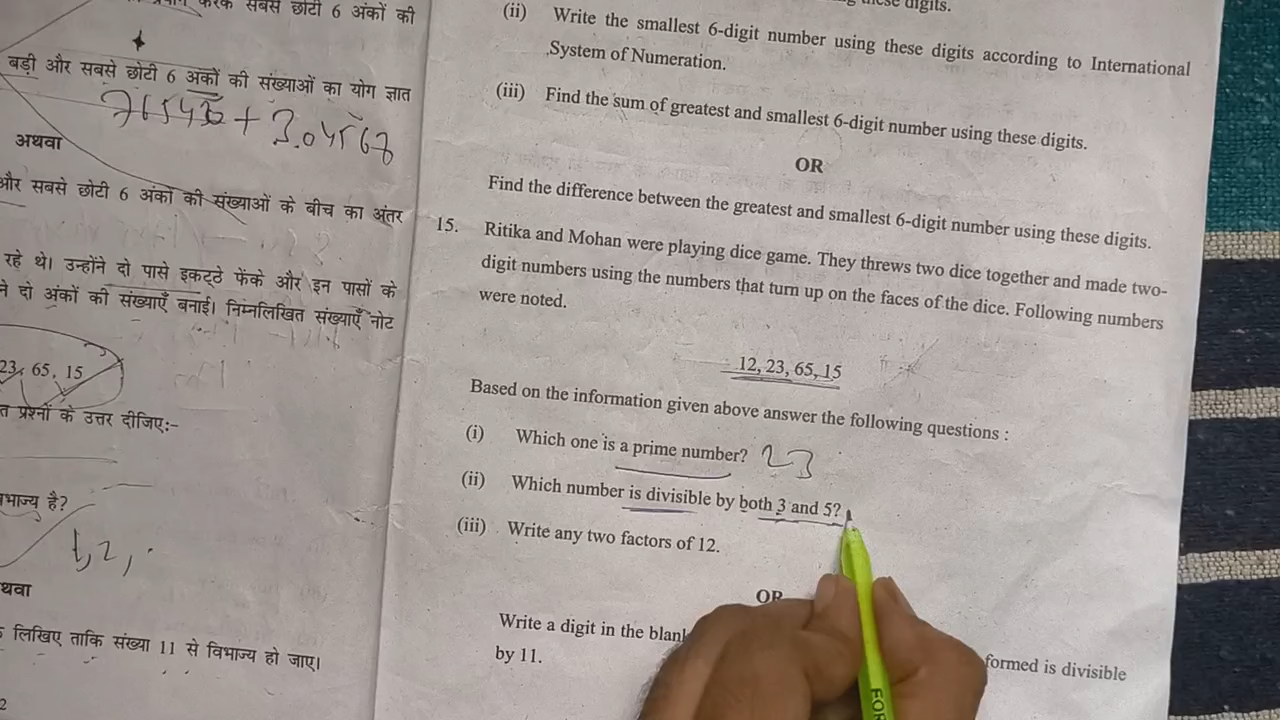 करके सबसे छोटी 6 अंकों की
बड़ी और सबसे छोटी 6 अकों की संख्याओं का योग ज्ञात
अथवा
और सबसे छोटी 6 अंकों की संख्याओं के बीच का अंतर
रहे थे। उन्होंने दो पासे इकट्ठे फेंके और इन पासों के
ने दो अंकों की संख्याएँ बनाई। निम्नलिखित संख्याएँ नोट
23, 65, 15
त प्रश्नों के उत्तर दीजिए:-
भाज्य है?
1, 2,
थवा
लिखिए ताकि संख्या 11 से विभाज्य हो जाए।
2
these digits.
(ii) Write the smallest 6-digit number using these digits according to International
System of Numeration.
(iii) Find the sum of greatest and smallest 6-digit number using these digits.
OR
Find the difference between the greatest and smallest 6-digit number using these digits.
15. Ritika and Mohan were playing dice game. They threws two dice together and made two-
digit numbers using the numbers that turn up on the faces of the dice. Following numbers
were noted.
12, 23, 65, 15
Based on the information given above answer the following questions :
(i) Which one is a prime number? 23
(ii) Which number is divisible by both 3 and 5?
(iii) Write any two factors of 12.
OR
Write a digit in the blank formed is divisible
by 11.
FOR